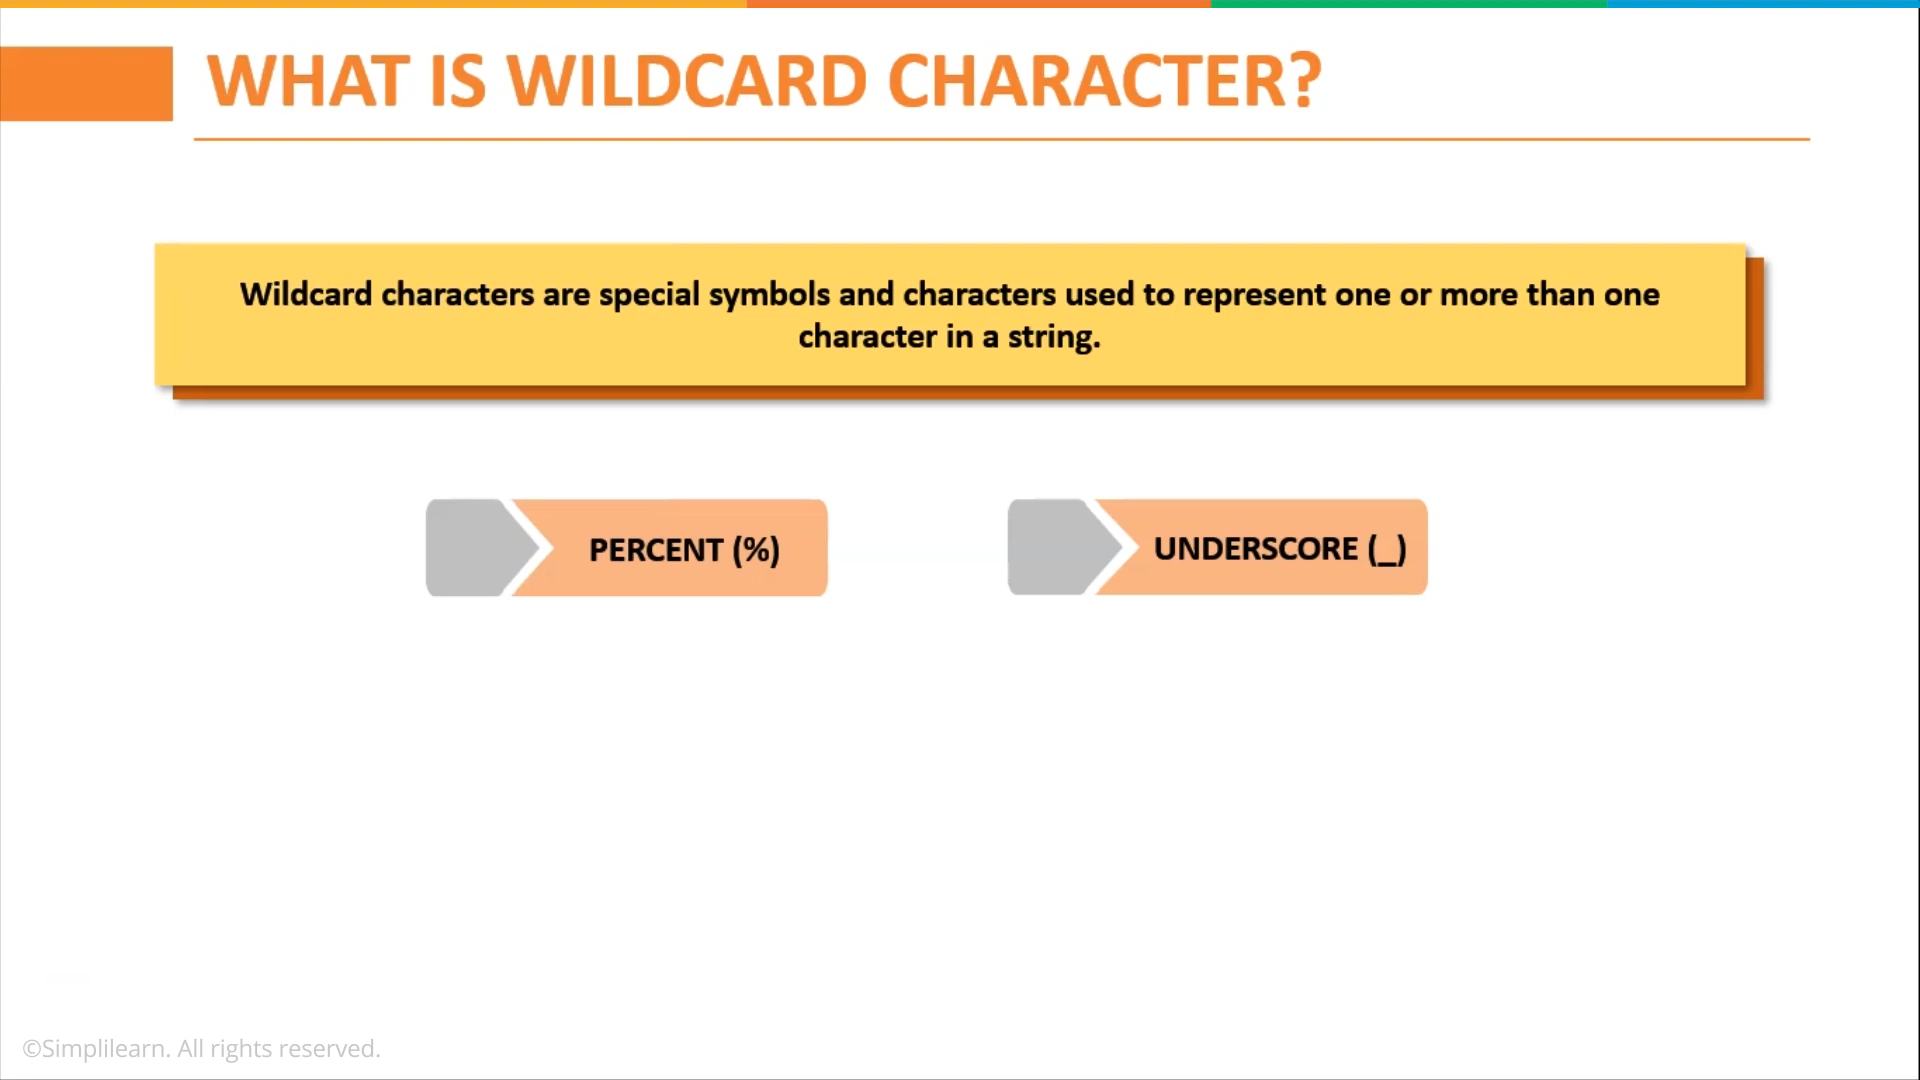 WHAT IS WILDCARD CHARACTER?
Wildcard characters are special symbols and characters used to represent one or more than one
character in a string.
PERCENT (%)
UNDERSCORE (_)
©Simplilearn. All rights reserved.